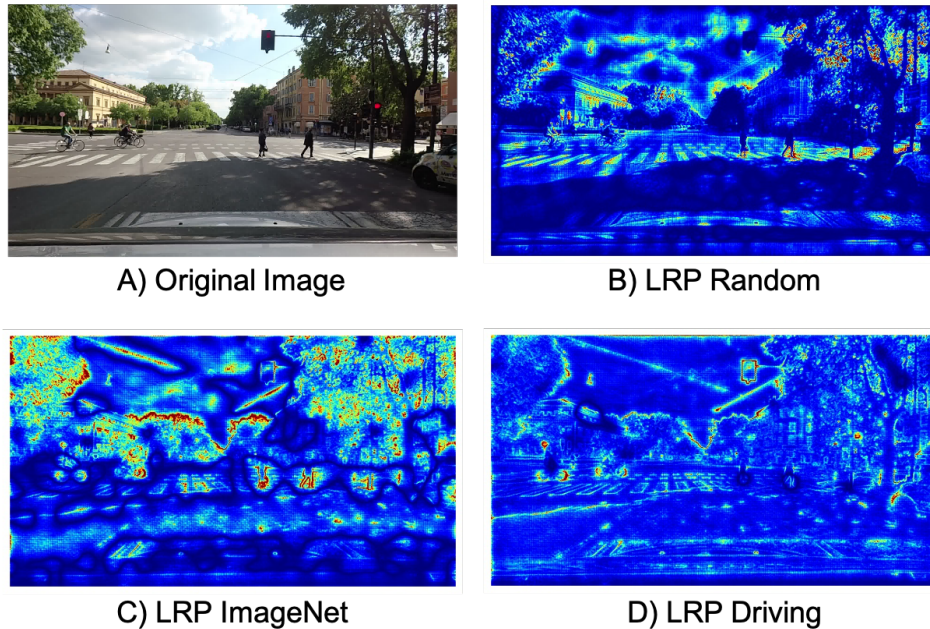 A) Original Image
B) LRP Random
C) LRP ImageNet
D) LRP Driving